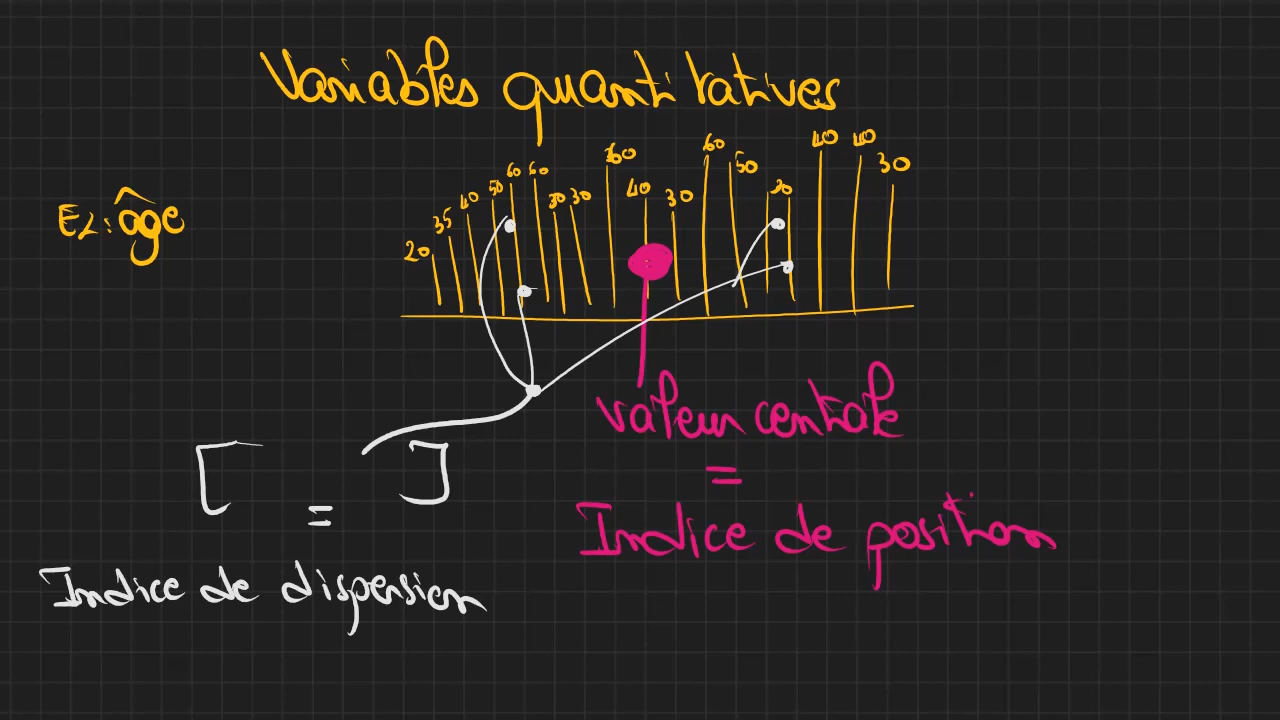 Variables quantitatives
20 35 40 50 60 60 30 30 60 40 30 60 50 30 40 40 30
Ex: âge
valeur centrale
[ ]
=
=
Indice de position
Indice de dispersion